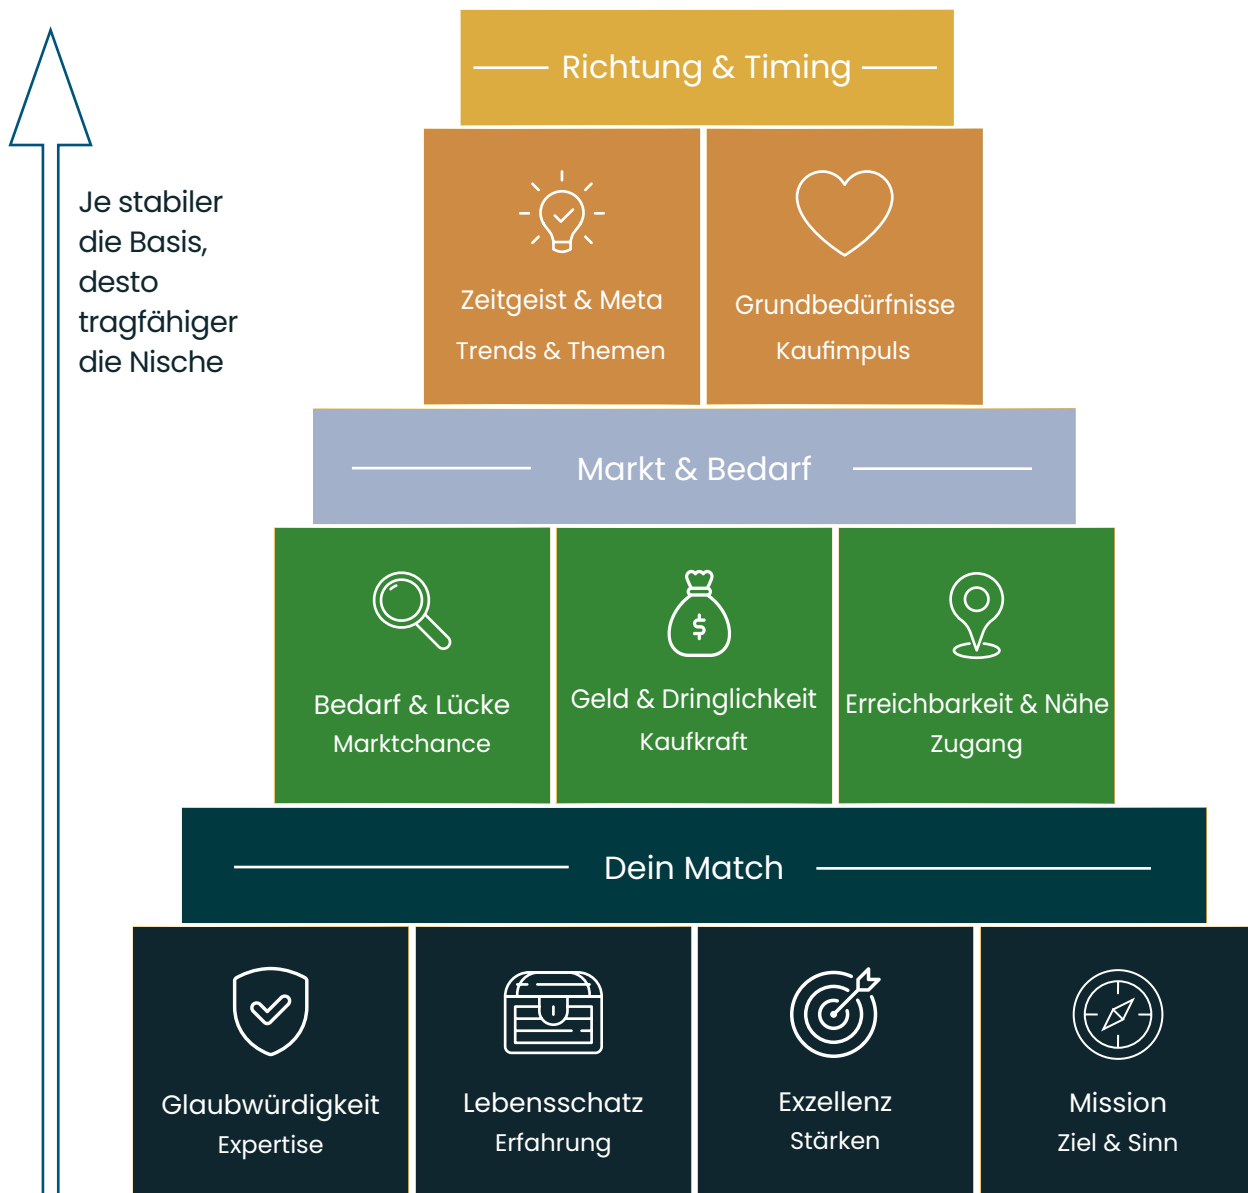 Richtung & Timing
Je stabiler
die Basis,
desto
tragfähiger
die Nische
Zeitgeist & Meta
Trends & Themen
Grundbedürfnisse
Kaufimpuls
Markt & Bedarf
Bedarf & Lücke
Marktchance
Geld & Dringlichkeit
Kaufkraft
Erreichbarkeit & Nähe
Zugang
Dein Match
Glaubwürdigkeit
Expertise
Lebensschatz
Erfahrung
Exzellenz
Stärken
Mission
Ziel & Sinn